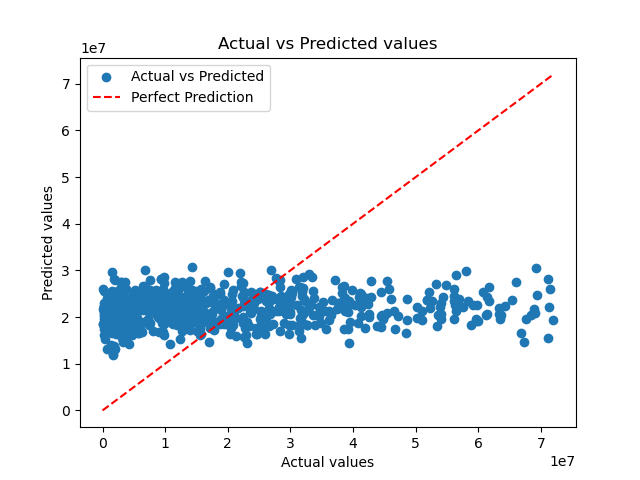 Actual vs Predicted values
1e7
Actual vs Predicted
Perfect Prediction
7
6
5
4
3
2
1
0
Predicted values
0 1 2 3 4 5 6 7
Actual values
1e7